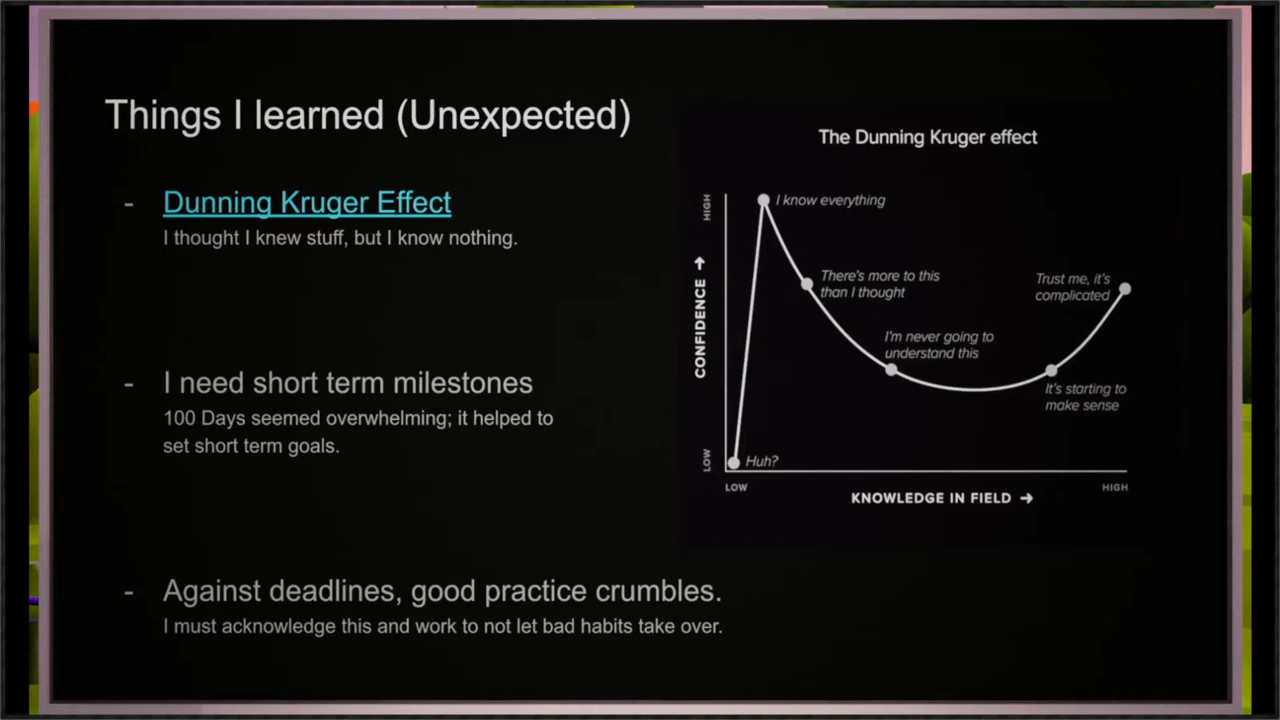 Things I learned (Unexpected)
- Dunning Kruger Effect
I thought I knew stuff, but I know nothing.
- I need short term milestones
100 Days seemed overwhelming; it helped to
set short term goals.
- Against deadlines, good practice crumbles.
I must acknowledge this and work to not let bad habits take over.
The Dunning Kruger effect
HIGH
CONFIDENCE →
LOW
I know everything
There's more to this
than I thought
I'm never going to
understand this
Trust me, it's
complicated
It's starting to
make sense
Huh?
LOW
HIGH
KNOWLEDGE IN FIELD →